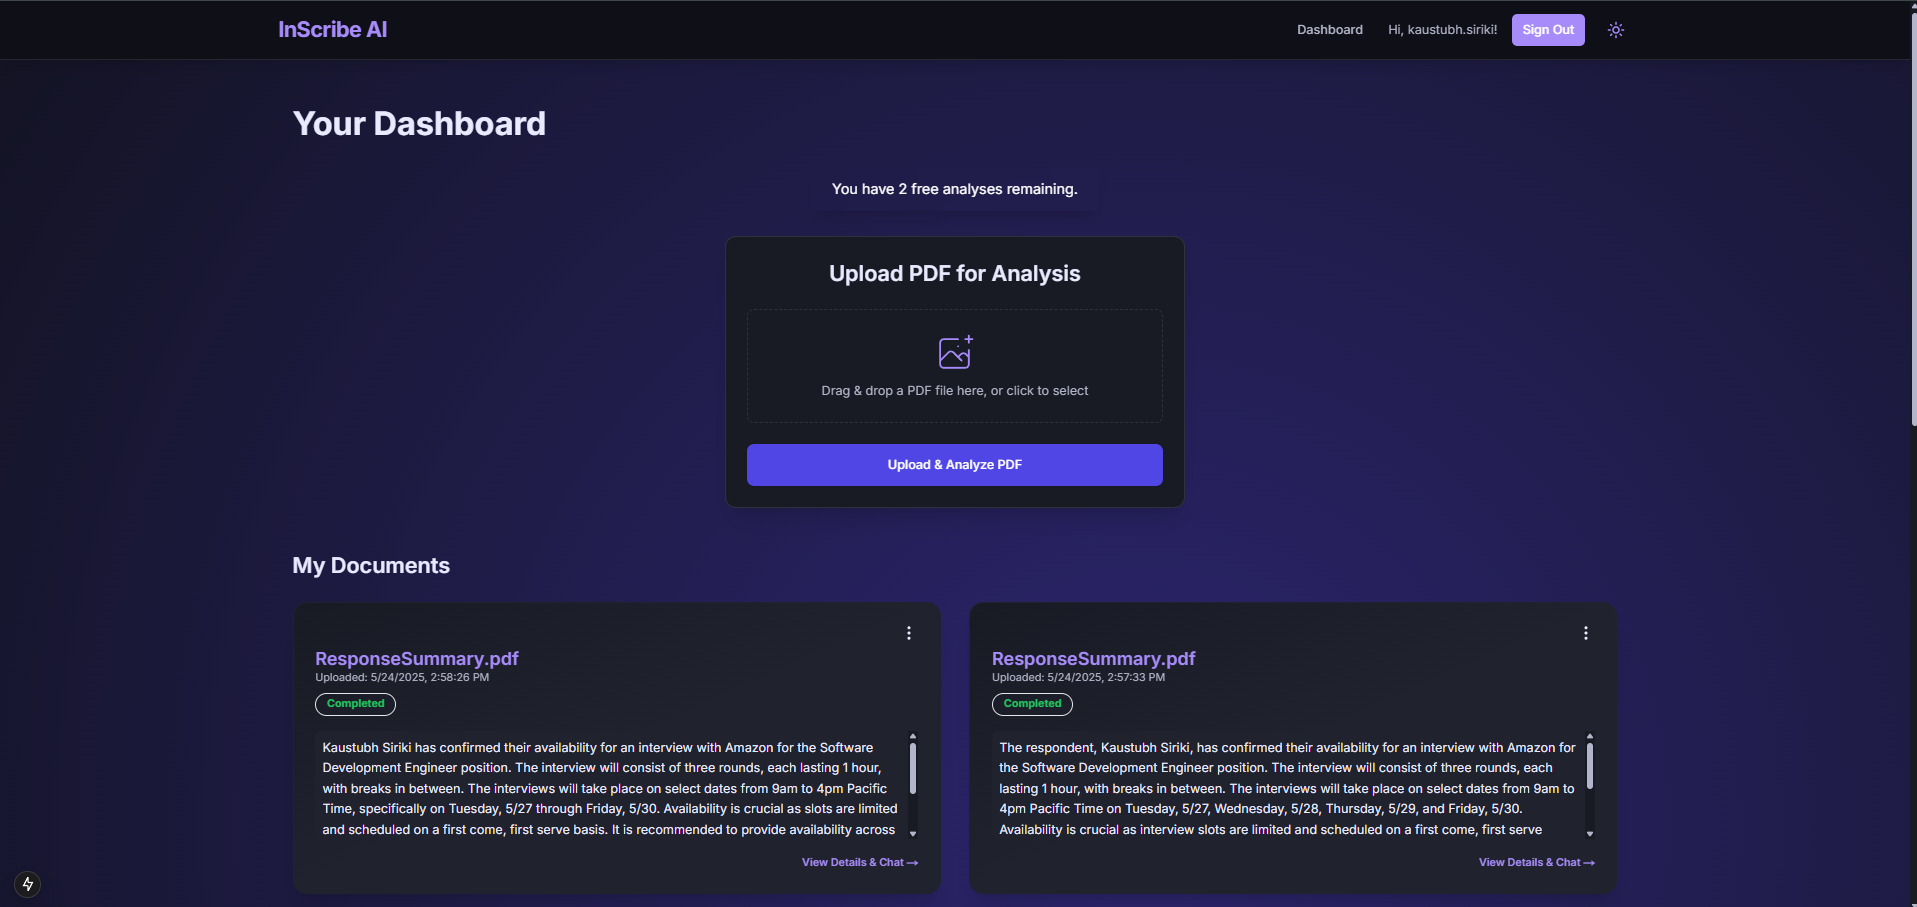 InScribe AI
Dashboard
Hi, kaustubh.siriki!
Sign Out
Your Dashboard
You have 2 free analyses remaining.
Upload PDF for Analysis
Drag & drop a PDF file here, or click to select
Upload & Analyze PDF
My Documents
ResponseSummary.pdf
Uploaded: 5/24/2025, 2:58:26 PM
Completed
Kaustubh Siriki has confirmed their availability for an interview with Amazon for the Software
Development Engineer position. The interview will consist of three rounds, each lasting 1 hour,
with breaks in between. The interviews will take place on select dates from 9am to 4pm Pacific
Time, specifically on Tuesday, 5/27 through Friday, 5/30. Availability is crucial as slots are limited
and scheduled on a first come, first serve basis. It is recommended to provide availability across
View Details & Chat →
ResponseSummary.pdf
Uploaded: 5/24/2025, 2:57:33 PM
Completed
The respondent, Kaustubh Siriki, has confirmed their availability for an interview with Amazon for
the Software Development Engineer position. The interview will consist of three rounds, each
lasting 1 hour, with breaks in between. The interviews will take place on select dates from 9am to
4pm Pacific Time on Tuesday, 5/27, Wednesday, 5/28, Thursday, 5/29, and Friday, 5/30.
Availability is crucial as interview slots are limited and scheduled on a first come, first serve
View Details & Chat →